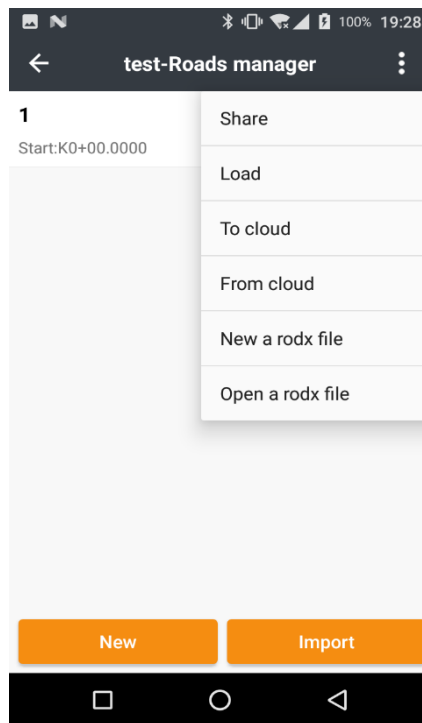 100% 19:28
test-Roads manager
1
Start:K0+00.0000
Share
Load
To cloud
From cloud
New a rodx file
Open a rodx file
New
Import